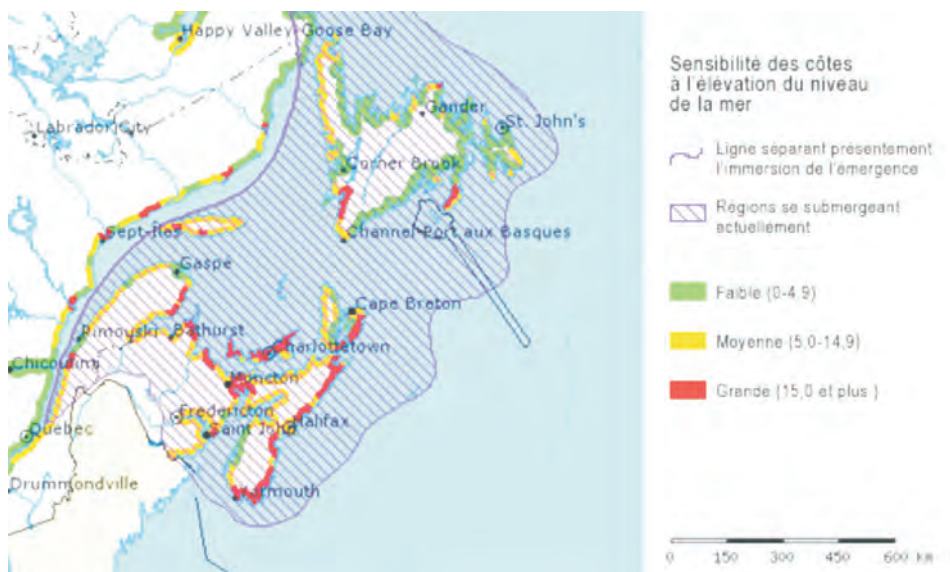 Happy Valley-Goose Bay
Labrador City
Gander
St. John's
Corner Brook
Sept-Îles
Channel-Port aux Basques
Gaspe
Cape Breton
Rimouski
Bathurst
Charlottetown
Chicoutimi
Moncton
Fredericton
Québec
Saint John
Halifax
Drummondville
Yarmouth
Sensibilité des côtes
à l'élévation du niveau
de la mer
Ligne séparant présentement
l'immersion de l'émergence
Régions se submergeant
actuellement
Faible (0-4,9)
Moyenne (5,0-14,9)
Grande (15,0 et plus )
0 150 300 450 600 km